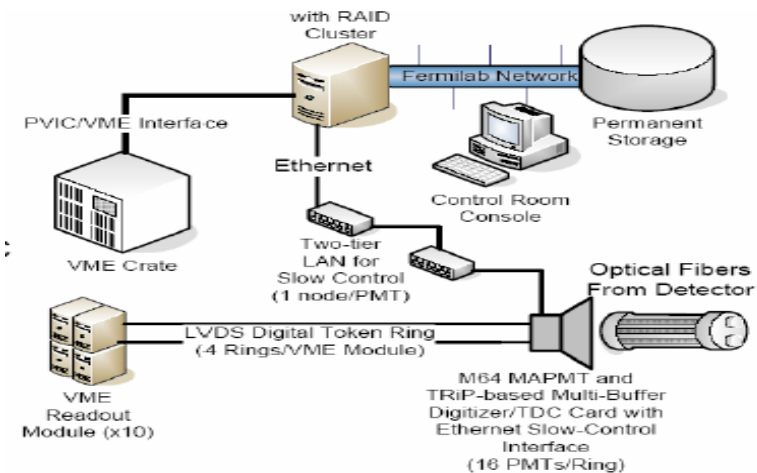 with RAID
Cluster
Fermilab Network
PVIC/VME Interface
Permanent
Storage
Ethernet
Control Room
Console
VME Crate
Two-tier
LAN for
Slow Control
(1 node/PMT)
Optical Fibers
From Detector
LVDS Digital Token Ring
(4 Rings/VME Module)
VME
Readout
Module (x10)
M64 MAPMT and
TRiP-based Multi-Buffer
Digitizer/TDC Card with
Ethernet Slow-Control
Interface
(16 PMTs/Ring)